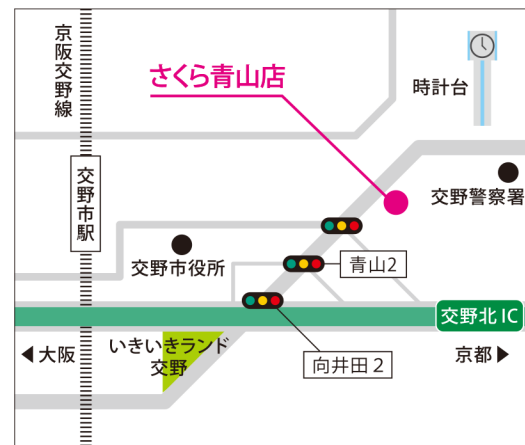 京阪交野線
さくら青山店
時計台
交野市駅
交野警察署
交野市役所
青山2
交野北IC
◀大阪
いきいきランド
交野
向井田2
京都▶